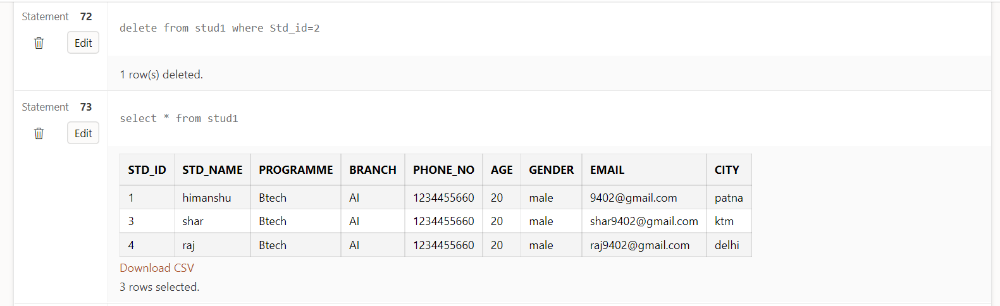 Statement 72
delete from stud1 where Std_id=2
Edit
1 row(s) deleted.
Statement 73
select * from stud1
Edit
STD_ID STD_NAME PROGRAMME BRANCH PHONE_NO AGE GENDER EMAIL CITY
1 himanshu Btech AI 1234455660 20 male 9402@gmail.com patna
3 shar Btech AI 1234455660 20 male shar9402@gmail.com ktm
4 raj Btech AI 1234455660 20 male raj9402@gmail.com delhi
Download CSV
3 rows selected.